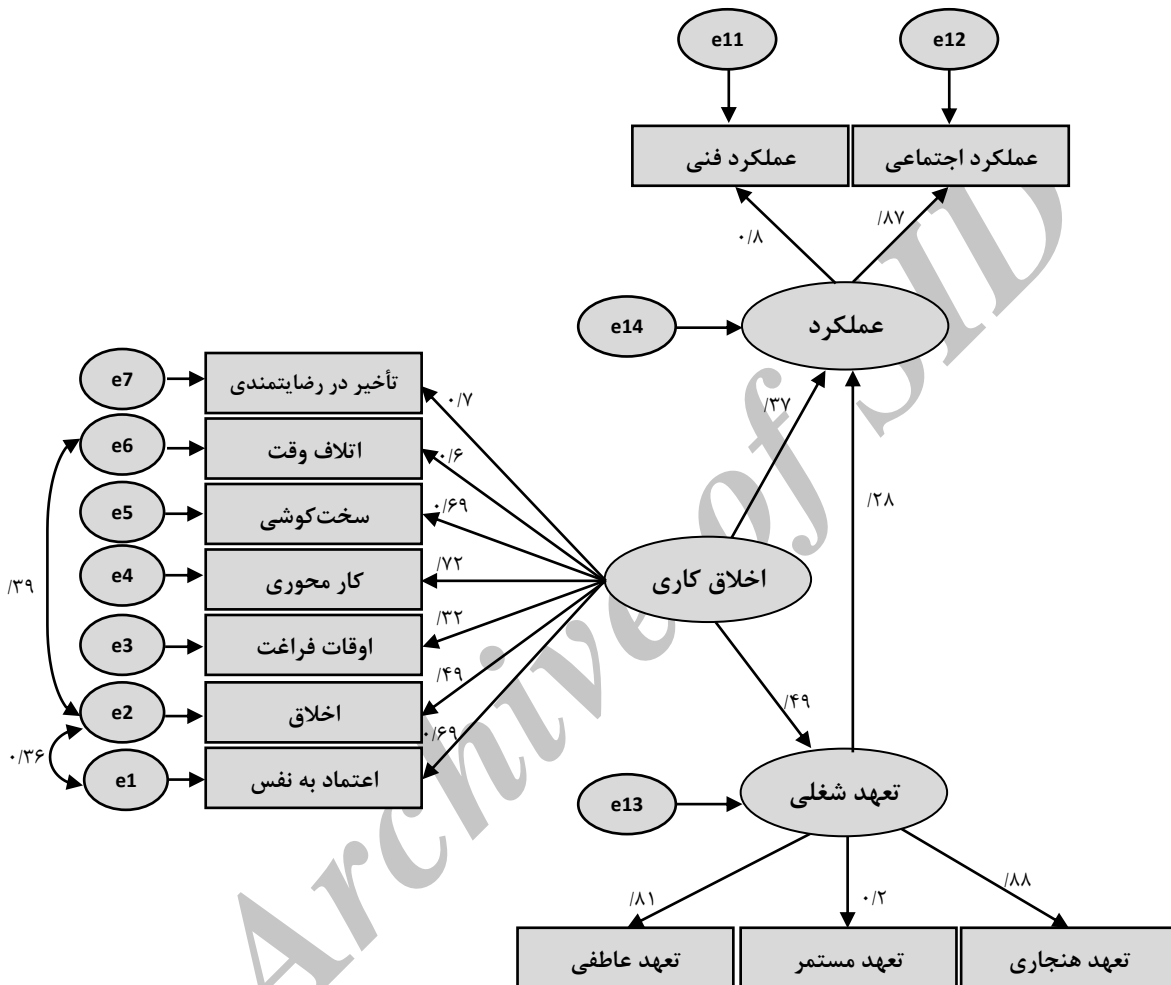 e11
e12
عملکرد فنی
عملکرد اجتماعی
۰/۸
/۸۷
عملکرد
e14
e7
تأخیر در رضایتمندی
۰/۷
/۳۷
e6
اتلاف وقت
۰/۶
e5
سخت‌کوشی
۰/۶۹
/۲۸
e4
کار محوری
/۷۲
اخلاق کاری
/۳۹
e3
اوقات فراغت
/۳۲
e2
اخلاق
/۴۹
/۴۹
۰/۳۶
e1
اعتماد به نفس
۰/۶۹
تعهد شغلی
e13
/۸۱
۰/۲
/۸۸
تعهد عاطفی
تعهد مستمر
تعهد هنجاری
Archive of SID